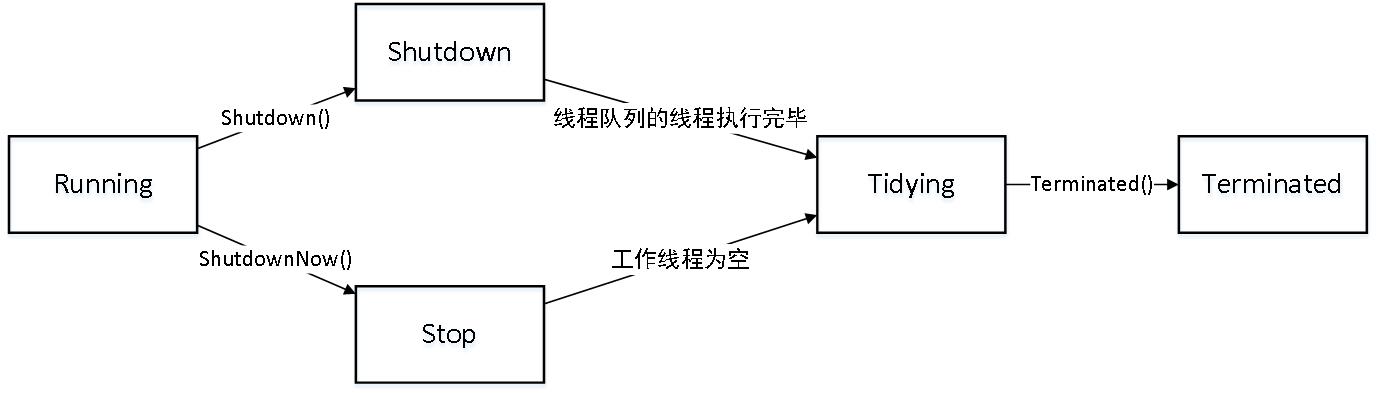 Shutdown
Shutdown()
线程队列的线程执行完毕
Running
Tidying
Terminated()
Terminated
ShutdownNow()
工作线程为空
Stop